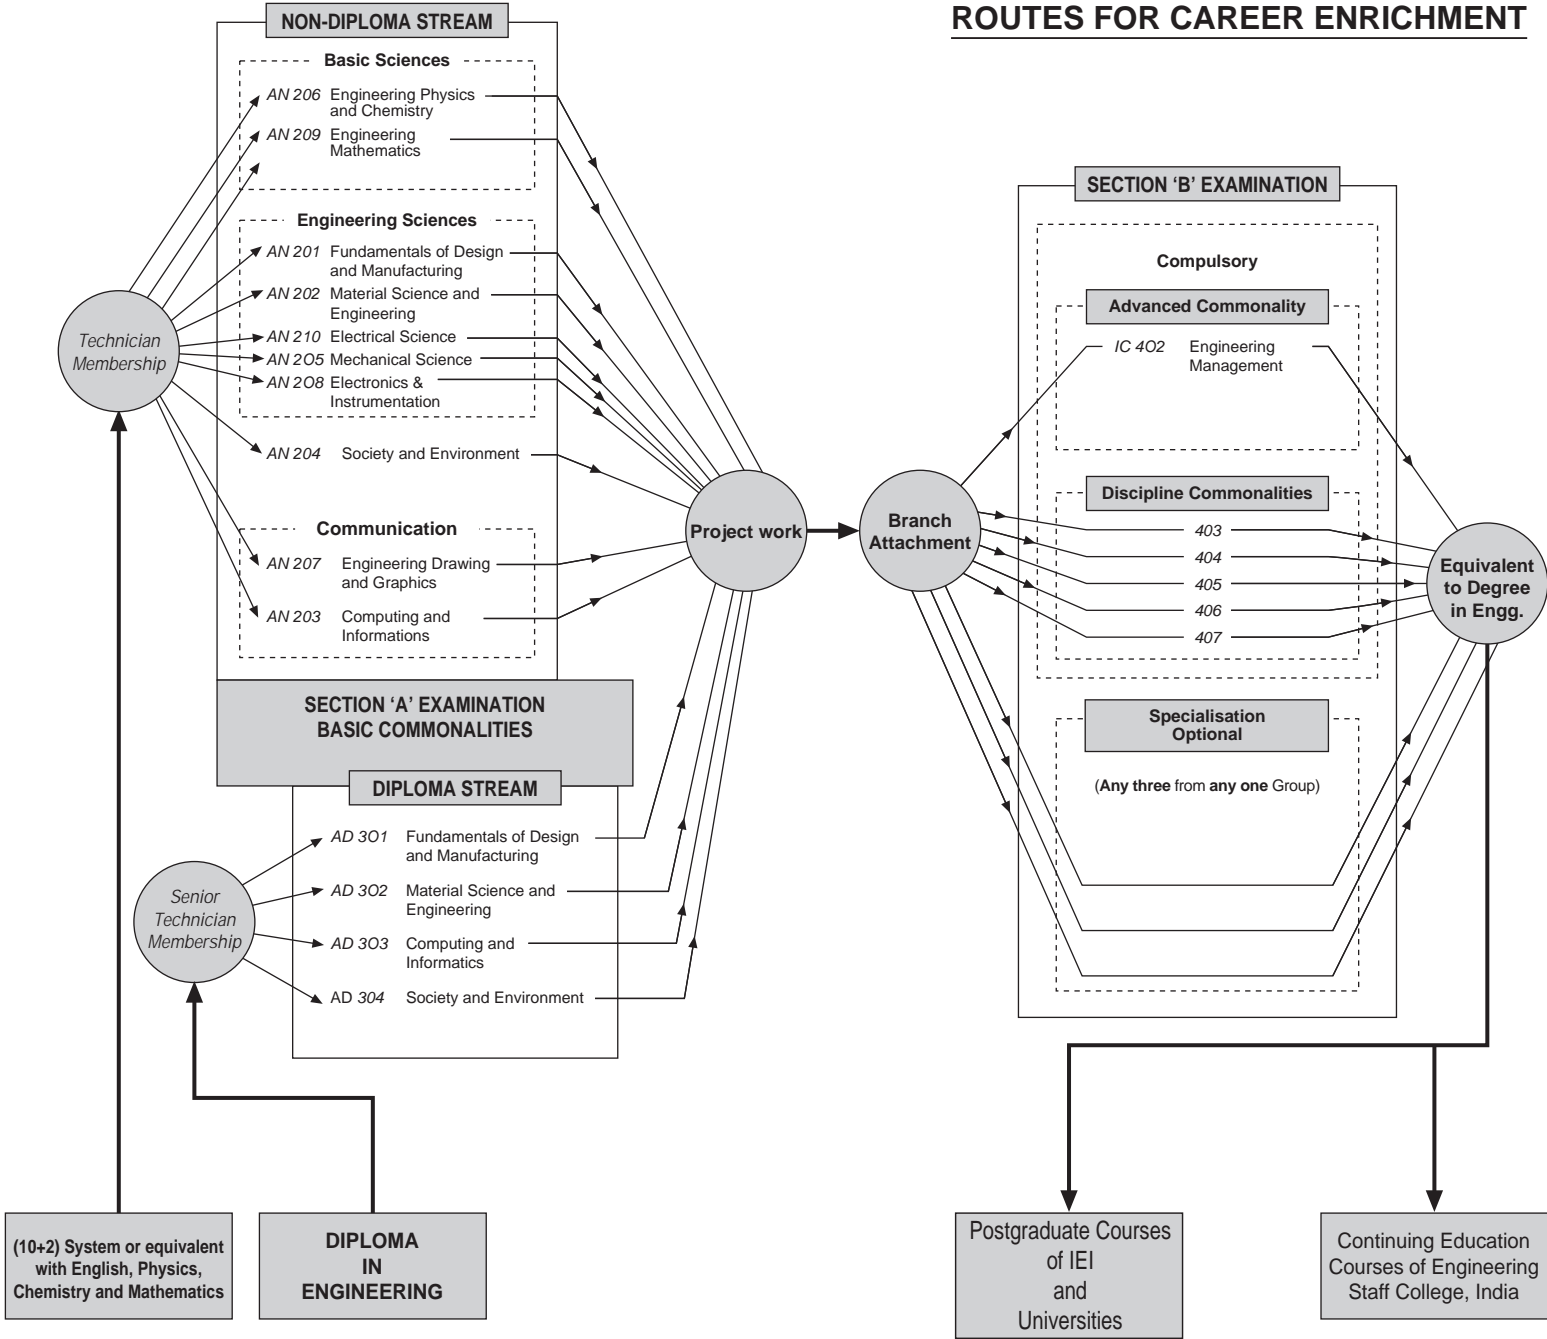 ROUTES FOR CAREER ENRICHMENT
NON-DIPLOMA STREAM
Basic Sciences
AN 206 Engineering Physics
and Chemistry
AN 209 Engineering
Mathematics
Engineering Sciences
AN 201 Fundamentals of Design
and Manufacturing
AN 202 Material Science and
Engineering
AN 210 Electrical Science
AN 2O5 Mechanical Science
AN 2O8 Electronics &
Instrumentation
AN 204 Society and Environment
Communication
AN 207 Engineering Drawing
and Graphics
AN 203 Computing and
Informations
Technician
Membership
SECTION ‘A’ EXAMINATION
BASIC COMMONALITIES
DIPLOMA STREAM
AD 3O1 Fundamentals of Design
and Manufacturing
AD 3O2 Material Science and
Engineering
AD 3O3 Computing and
Informatics
AD 304 Society and Environment
Senior
Technician
Membership
(10+2) System or equivalent
with English, Physics,
Chemistry and Mathematics
DIPLOMA
IN
ENGINEERING
Project work
Branch
Attachment
SECTION ‘B’ EXAMINATION
Compulsory
Advanced Commonality
IC 4O2 Engineering
Management
Discipline Commonalities
403
404
405
406
407
Specialisation
Optional
(Any three from any one Group)
Equivalent
to Degree
in Engg.
Postgraduate Courses
of IEI
and
Universities
Continuing Education
Courses of Engineering
Staff College, India